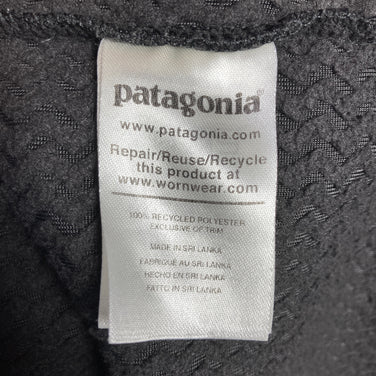 patagonia®
www.patagonia.com
Repair/Reuse/Recycle
this product at
www.wornwear.com
100% RECYCLED POLYESTER
EXCLUSIVE OF TRIM
MADE IN SRI LANKA
FABRIQUÉ AU SRI LANKA
HECHO EN SRI LANKA
FATTO IN SRI LANKA